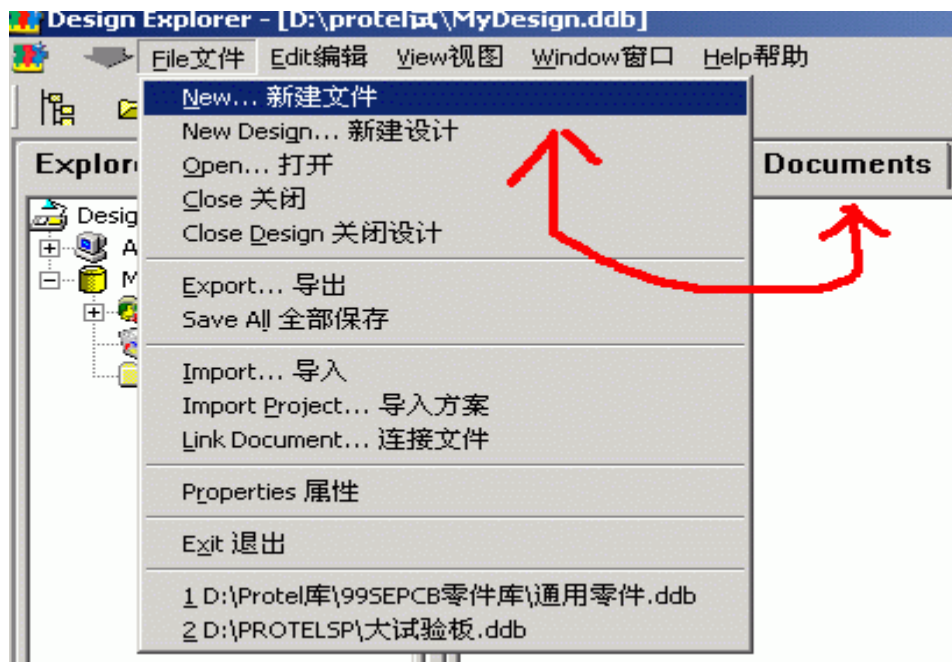 Design Explorer - [D:\protel试\MyDesign.ddb]
File文件 Edit编辑 View视图 Window窗口 Help帮助
New... 新建文件
New Design... 新建设计
Explor
Open... 打开
Documents
Close 关闭
Desig
Close Design 关闭设计
A
M
Export... 导出
Save All 全部保存
Import... 导入
Import Project... 导入方案
Link Document... 连接文件
Properties 属性
Exit 退出
1 D:\Protel库\99SEPCB零件库\通用零件.ddb
2 D:\PROTELSP\大试验板.ddb